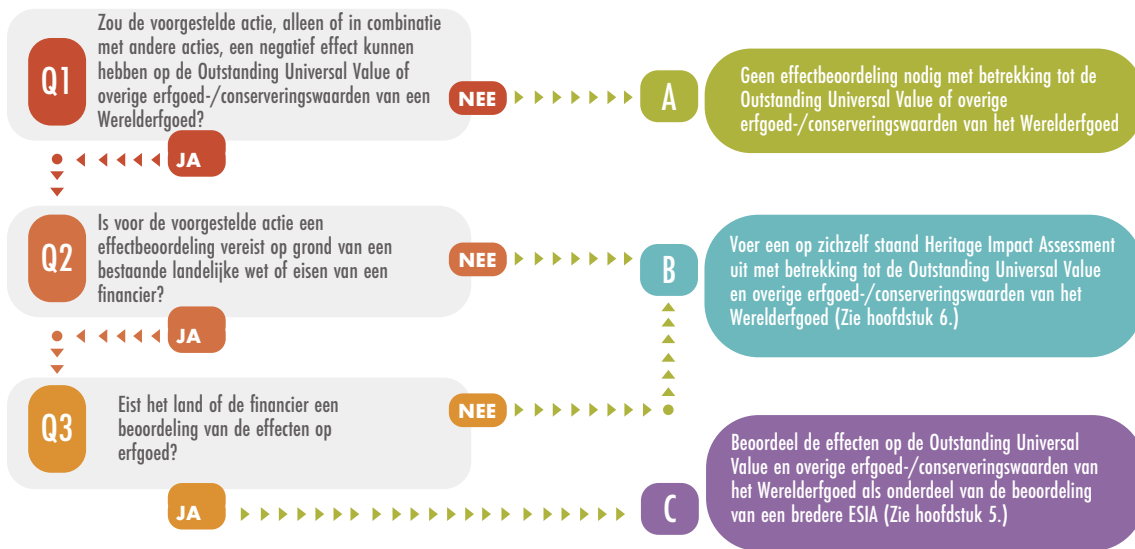 Q1
Zou de voorgestelde actie, alleen of in combinatie
met andere acties, een negatief effect kunnen
hebben op de Outstanding Universal Value of
overige erfgoed-/conserveringswaarden van een
Werelderfgoed?
NEE
A
Geen effectbeoordeling nodig met betrekking tot de
Outstanding Universal Value of overige
erfgoed-/conserveringswaarden van het Werelderfgoed
JA
Q2
Is voor de voorgestelde actie een
effectbeoordeling vereist op grond van een
bestaande landelijke wet of eisen van een
financier?
NEE
B
Voer een op zichzelf staand Heritage Impact Assessment
uit met betrekking tot de Outstanding Universal Value
en overige erfgoed-/conserveringswaarden van het
Werelderfgoed (Zie hoofdstuk 6.)
JA
Q3
Eist het land of de financier een
beoordeling van de effecten op
erfgoed?
NEE
JA
C
Beoordeel de effecten op de Outstanding Universal
Value en overige erfgoed-/conserveringswaarden van
het Werelderfgoed als onderdeel van de beoordeling
van een bredere ESIA (Zie hoofdstuk 5.)